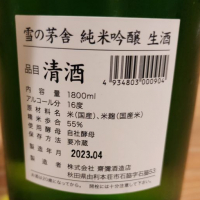 雪の茅舎 純米吟醸 生酒
品目 清酒
4 934803 000904
内容量 1800ml
アルコール分 16度
原材料名 米(国産)、米麹(国産米)
精米歩合 55%
使用酵母 自社酵母
保存方法 要冷蔵
製造年月 2023.04
株式会社 齋彌酒造店
秋田県由利本荘市石脇字石脇53